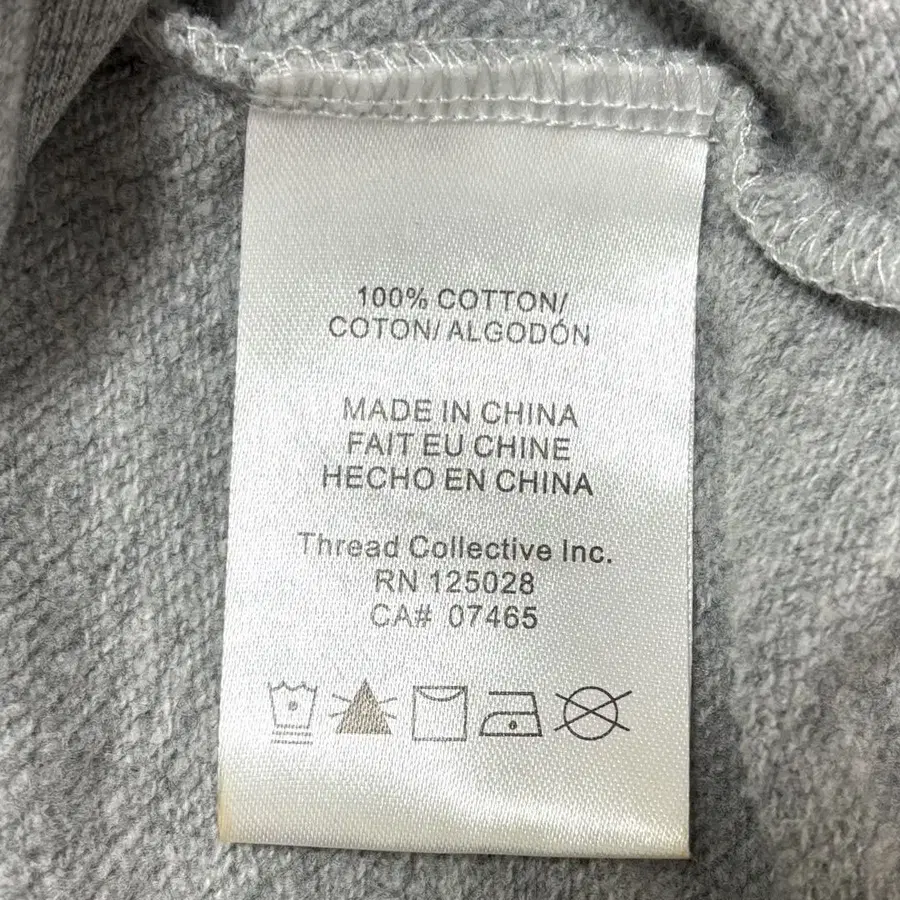 100% COTTON/
COTON/ALGODÓN
MADE IN CHINA
FAIT EU CHINE
HECHO EN CHINA
Thread Collective Inc.
RN 125028
CA# 07465